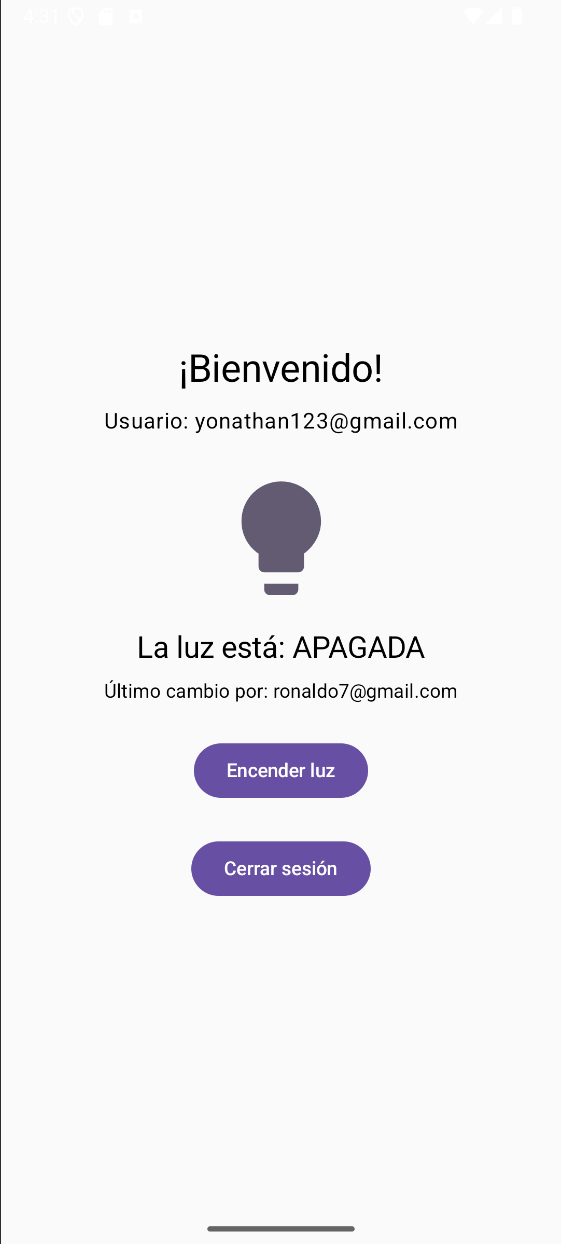 4:31
¡Bienvenido!
Usuario: yonathan123@gmail.com
La luz está: APAGADA
Último cambio por: ronaldo7@gmail.com
Encender luz
Cerrar sesión